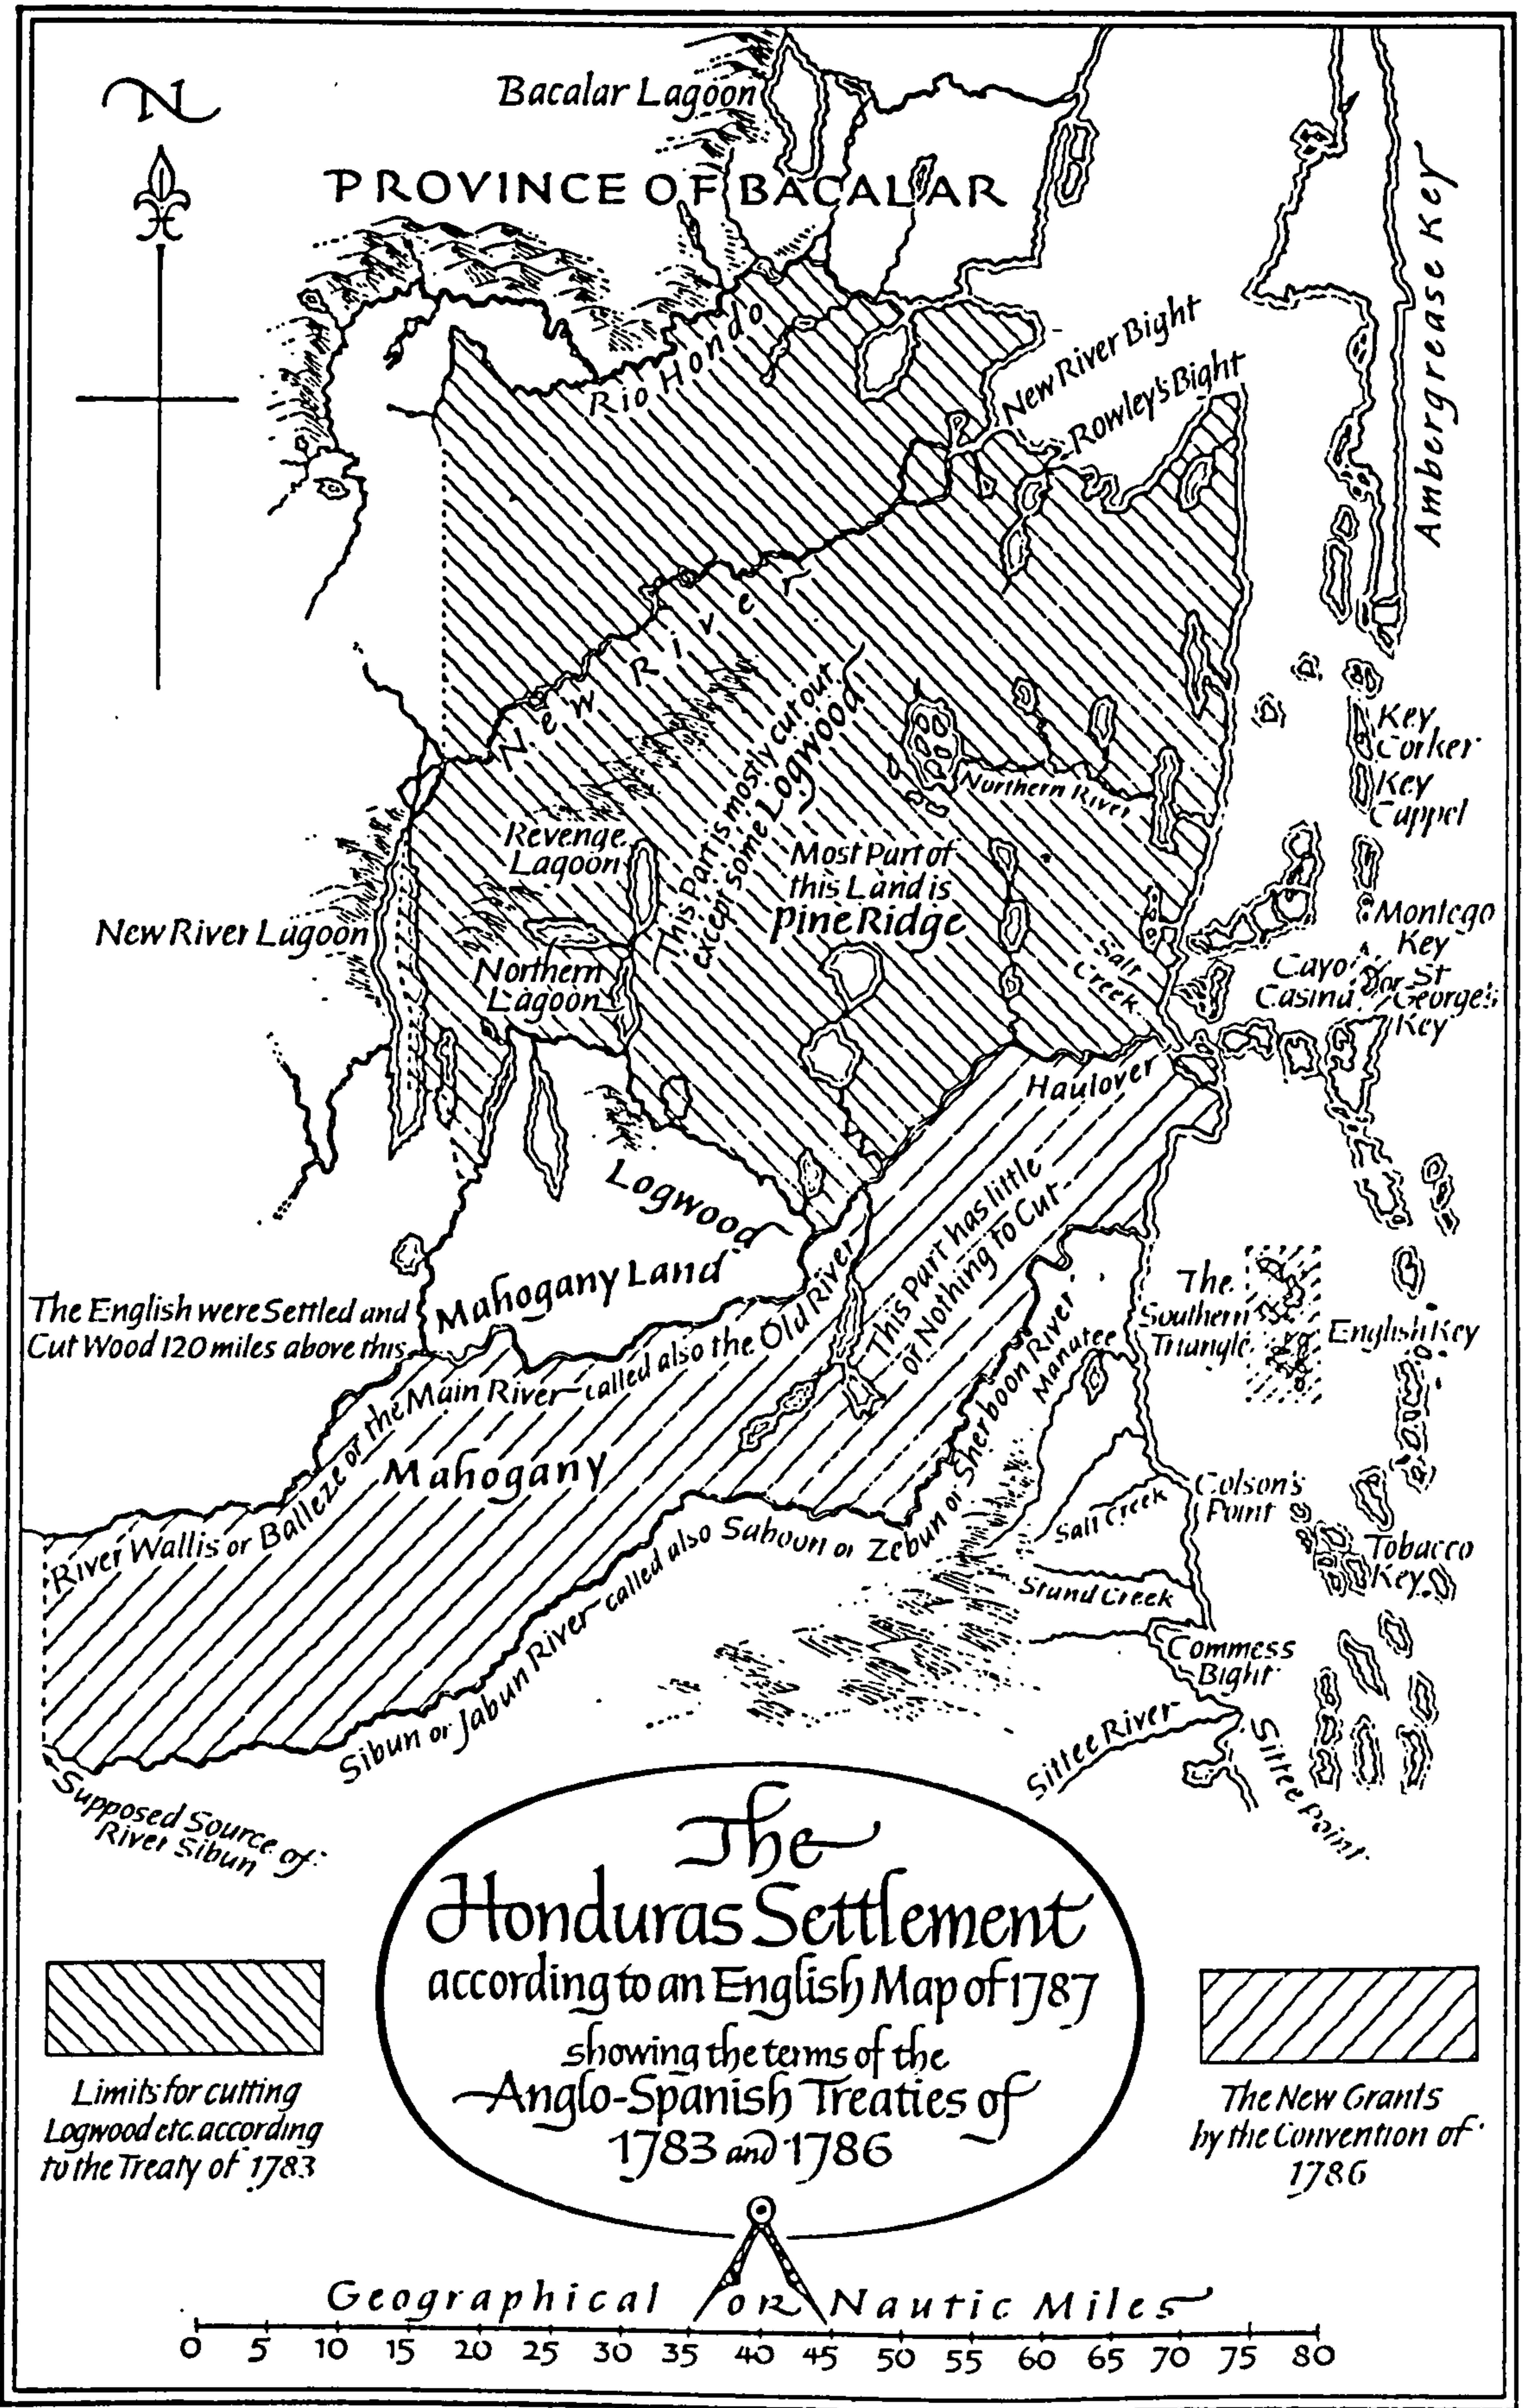 N
Bacalar Lagoon
PROVINCE OF BACALAR
Ambergrease Key
Rio Hondo
New River Bight
Rowley's Bight
New River
This Part is mostly cut out
except some Logwood
Key
Corker
Key
Cappel
Northern River
Revenge
Lagoon
Most Part of
this Land is
Pine Ridge
New River Lagoon
Northern
Lagoon
Salt
Creek
Montego
Key
Cayo
Casina
or St
George's
Key
Haulover
Logwood
Mahogany Land
The English were Settled and
Cut Wood 120 miles above this
This Part has little
or Nothing to Cut
The
Southern
Triangle
English Key
River Wallis or Balleze or the Main River called also the Old River
Manatee
Mahogany
Sibun or Jabun River called also Suboun or Zebun or Sherboon River
Colson's
Point
Salt Creek
Tobacco
Key
Stund Creek
Commess
Bight
Sittee River
Sittee Point
Supposed Source of
River Sibun
The
Honduras Settlement
according to an English Map of 1787
showing the terms of the
Anglo-Spanish Treaties of
1783 and 1786
Limits for cutting
Logwood etc. according
to the Treaty of 1783
The New Grants
by the Convention of
1786
Geographical OR Nautic Miles
0 5 10 15 20 25 30 35 40 45 50 55 60 65 70 75 80